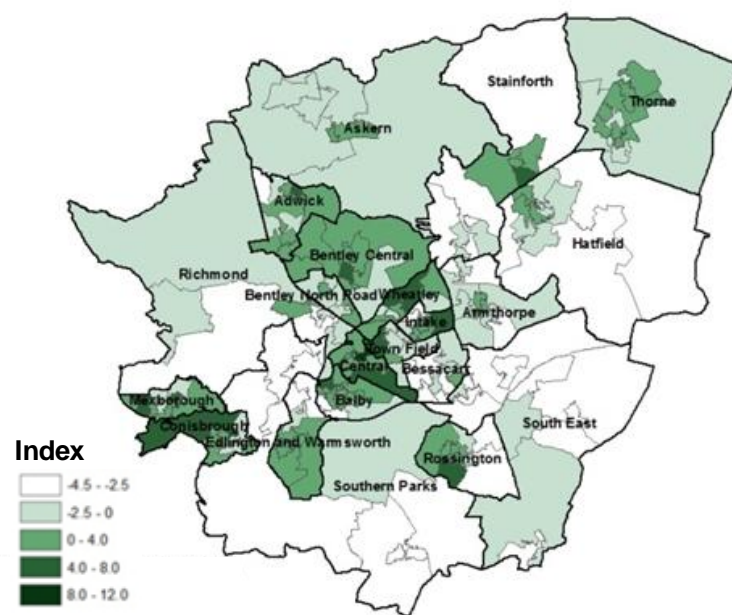 Stainforth
Thorne
Askern
Adwick
Hatfield
Bentley Central
Richmond
Bentley North Road
Wheatley
Armthorpe
Intake
Town Field
Central
Bessacarr
Mexborough
Balby
Conisbrough
South East
Edlington and Warmsworth
Rossington
Southern Parks
Index
-4.5 - -2.5
-2.5 - 0
0 - 4.0
4.0 - 8.0
8.0 - 12.0